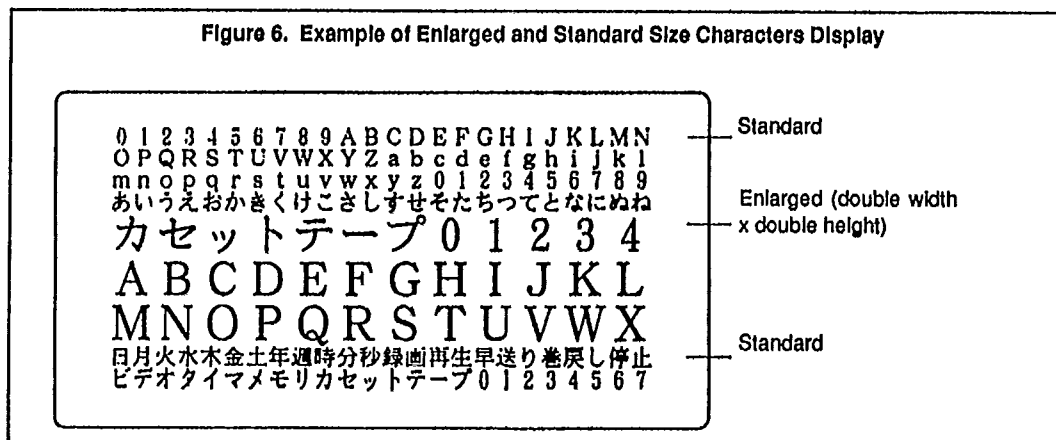 Figure 6. Example of Enlarged and Standard Size Characters Display
0 1 2 3 4 5 6 7 8 9 A B C D E F G H I J K L M N
O P Q R S T U V W X Y Z a b c d e f g h i j k l
m n o p q r s t u v w x y z 0 1 2 3 4 5 6 7 8 9
あいうえおかきくけこさしすせそたちつてとなにぬね
カセットテープ 0 1 2 3 4
A B C D E F G H I J K L
M N O P Q R S T U V W X
日月火水木金土年週時分秒録画再生早送り巻戻し停止
ビデオタイマメモリカセットテープ 0 1 2 3 4 5 6 7
Standard
Enlarged (double width
x double height)
Standard